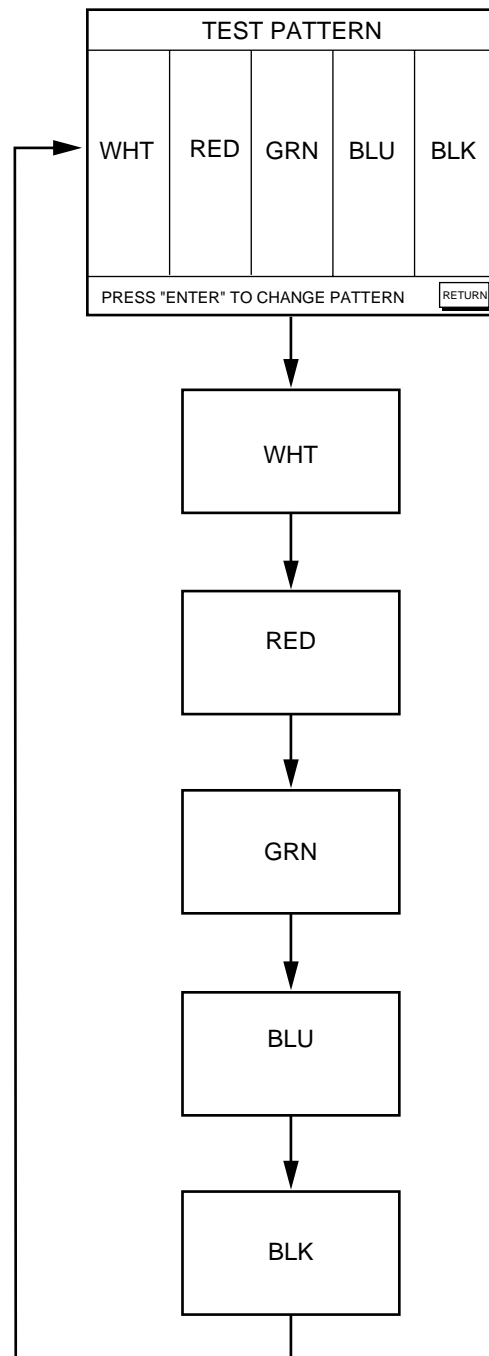 TEST PATTERN
WHT RED GRN BLU BLK
PRESS "ENTER" TO CHANGE PATTERN RETURN
WHT
RED
GRN
BLU
BLK